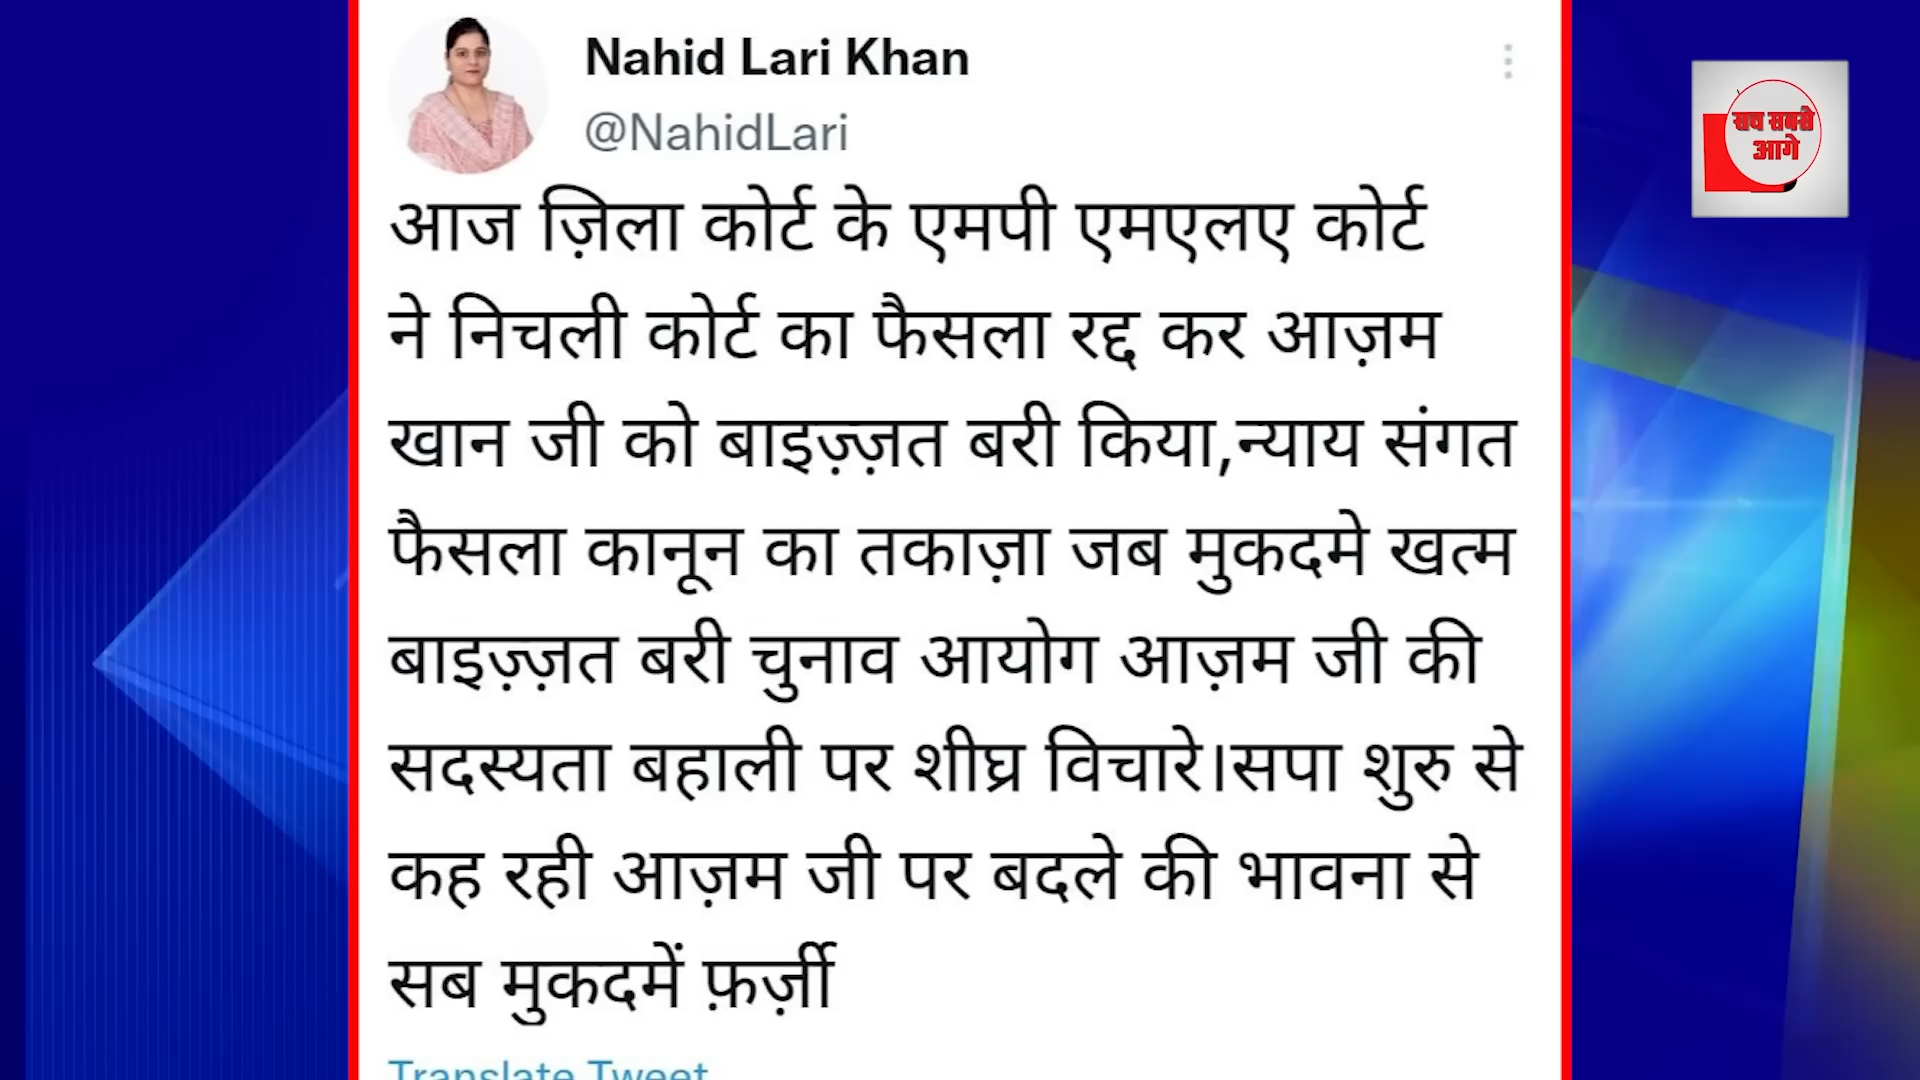 Nahid Lari Khan
@NahidLari
सच सबसे
आगे
आज ज़िला कोर्ट के एमपी एमएलए कोर्ट
ने निचली कोर्ट का फैसला रद्द कर आज़म
खान जी को बाइज़्ज़त बरी किया,न्याय संगत
फैसला कानून का तकाज़ा जब मुकदमे खत्म
बाइज़्ज़त बरी चुनाव आयोग आज़म जी की
सदस्यता बहाली पर शीघ्र विचारे।सपा शुरु से
कह रही आज़म जी पर बदले की भावना से
सब मुकदमें फ़र्ज़ी
Translate Tweet